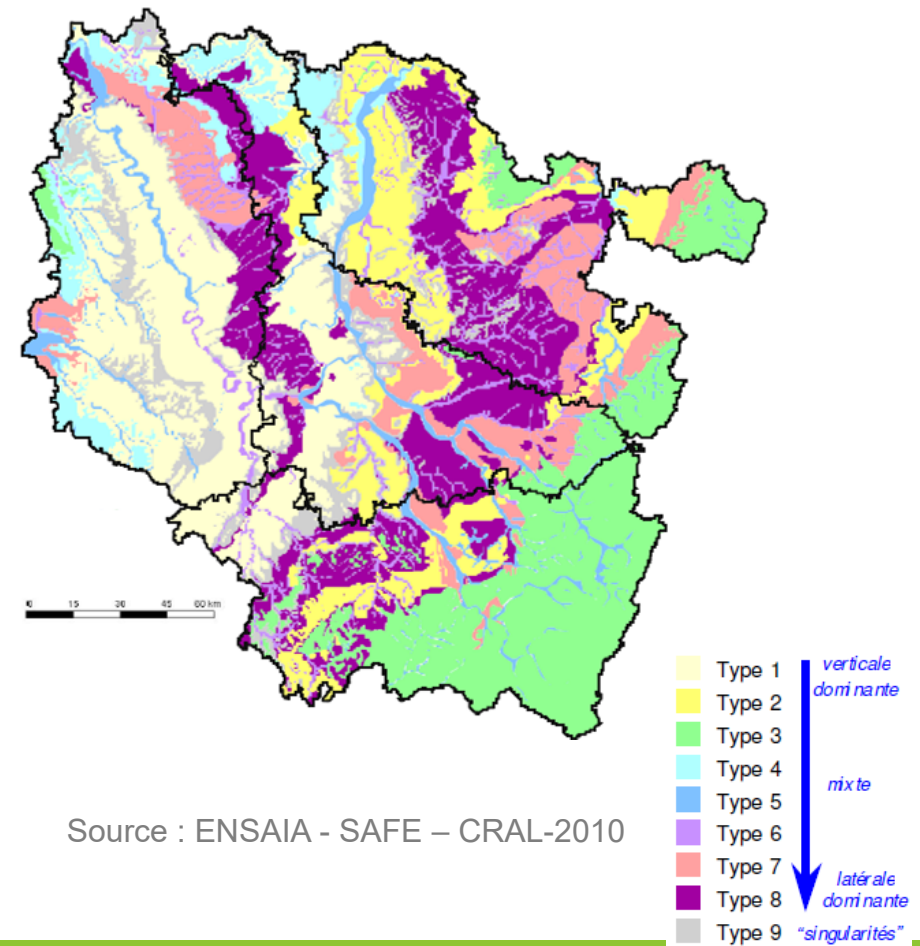 0 15 30 45 60 km
Type 1
Type 2
Type 3
Type 4
Type 5
Type 6
Type 7
Type 8
Type 9
verticale
dominante
mixte
latérale
dominante
"singularités"
Source : ENSAIA - SAFE – CRAL-2010